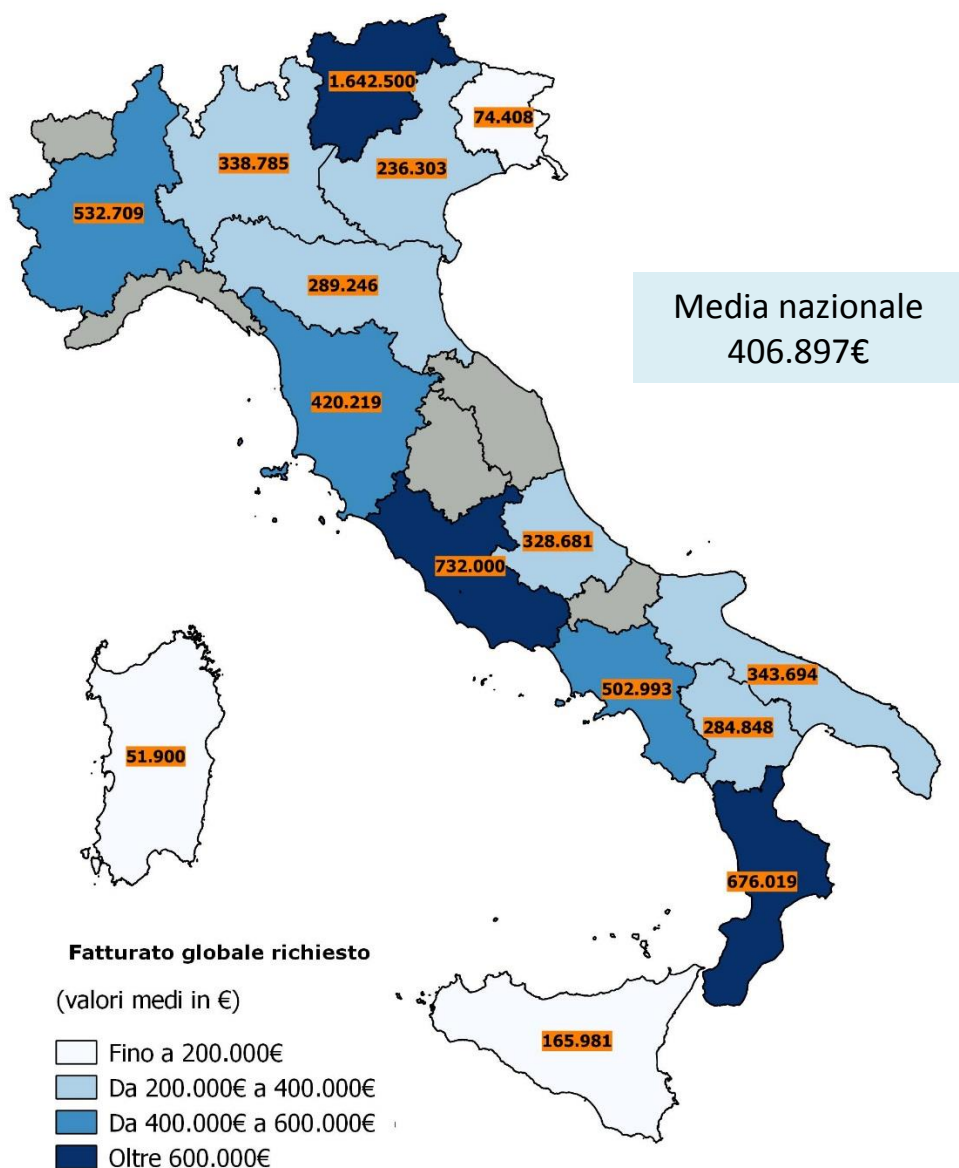 1.642.500
74.408
338.785
236.303
532.709
289.246
Media nazionale
406.897€
420.219
328.681
732.000
343.694
502.993
284.848
51.900
676.019
Fatturato globale richiesto
(valori medi in €)
165.981
Fino a 200.000€
Da 200.000€ a 400.000€
Da 400.000€ a 600.000€
Oltre 600.000€